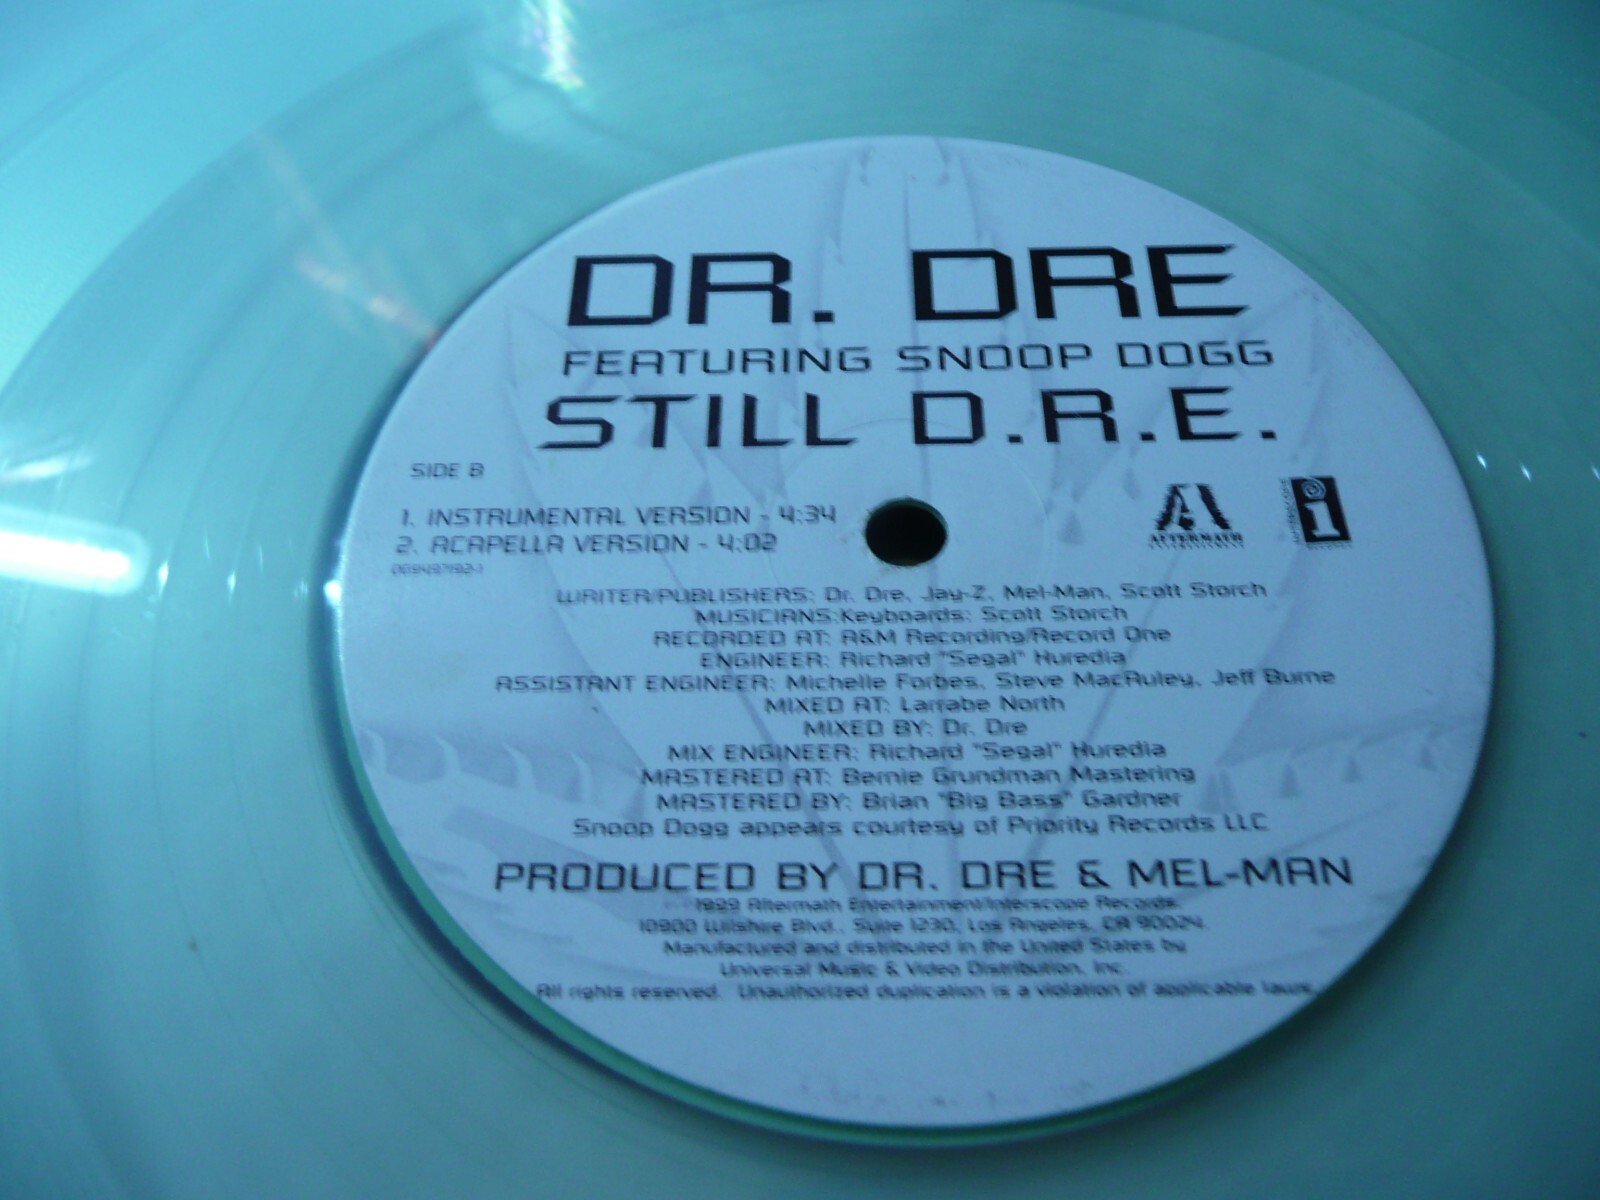 DR. DRE
FEATURING SNOOP DOGG
STILL D.R.E.
SIDE B
1. INSTRUMENTAL VERSION - 4:34
2. ACAPELLA VERSION - 4:02
0694971921-1
AFTERMATH
ENTERTAINMENT
INTERSCOPE
i
WRITER/PUBLISHERS: Dr. Dre, Jay-Z, Mel-Man, Scott Storch
MUSICIANS:Keyboards: Scott Storch
RECORDED AT: A&M Recording/Record One
ENGINEER: Richard "Segal" Huredia
ASSISTANT ENGINEER: Michelle Forbes, Steve MacAuley, Jeff Burne
MIXED AT: Larrabe North
MIXED BY: Dr. Dre
MIX ENGINEER: Richard "Segal" Huredia
MASTERED AT: Bernie Grundman Mastering
MASTERED BY: Brian "Big Bass" Gardner
Snoop Dogg appears courtesy of Priority Records LLC
PRODUCED BY DR. DRE & MEL-MAN
1999 Aftermath Entertainment/Interscope Records.
10900 Wilshire Blvd., Suite 1230, Los Angeles, CA 90024.
Manufactured and distributed in the United States by
Universal Music & Video Distribution, Inc.
All rights reserved. Unauthorized duplication is a violation of applicable laws.